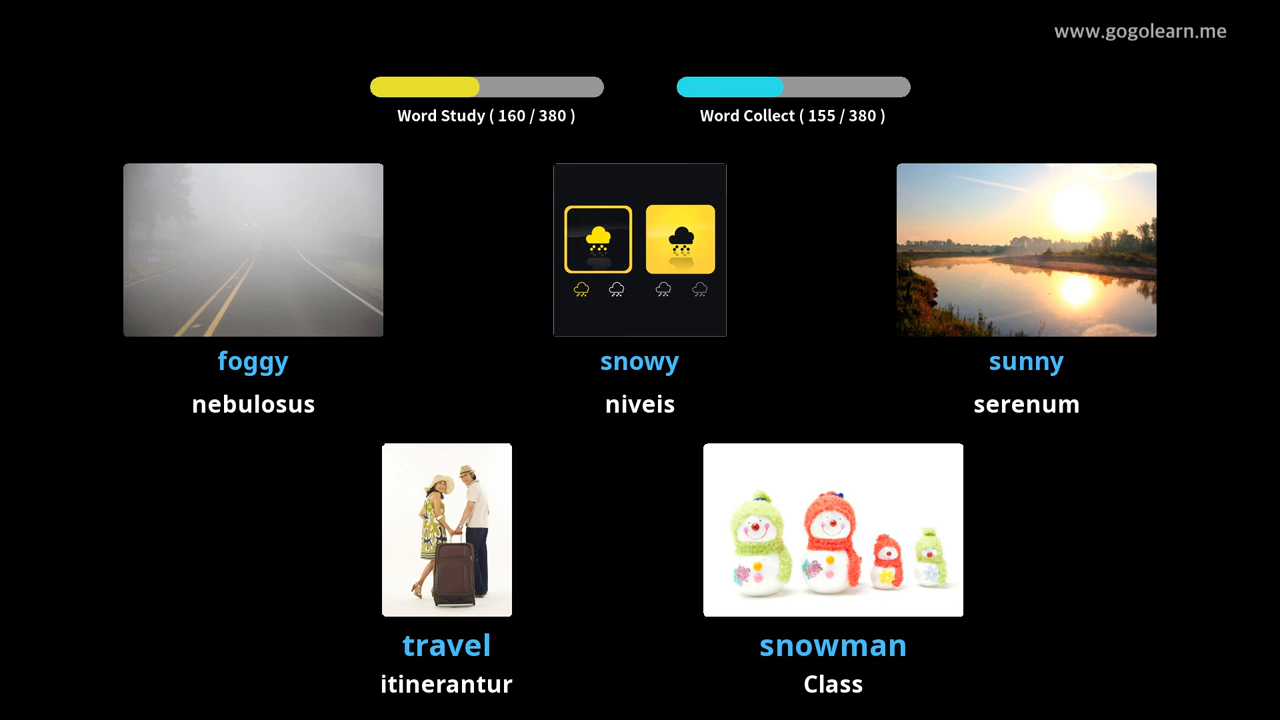 www.gogolearn.me
Word Study ( 160 / 380 )
Word Collect ( 155 / 380 )
foggy
snowy
sunny
nebulosus
niveis
serenum
travel
snowman
itinerantur
Class